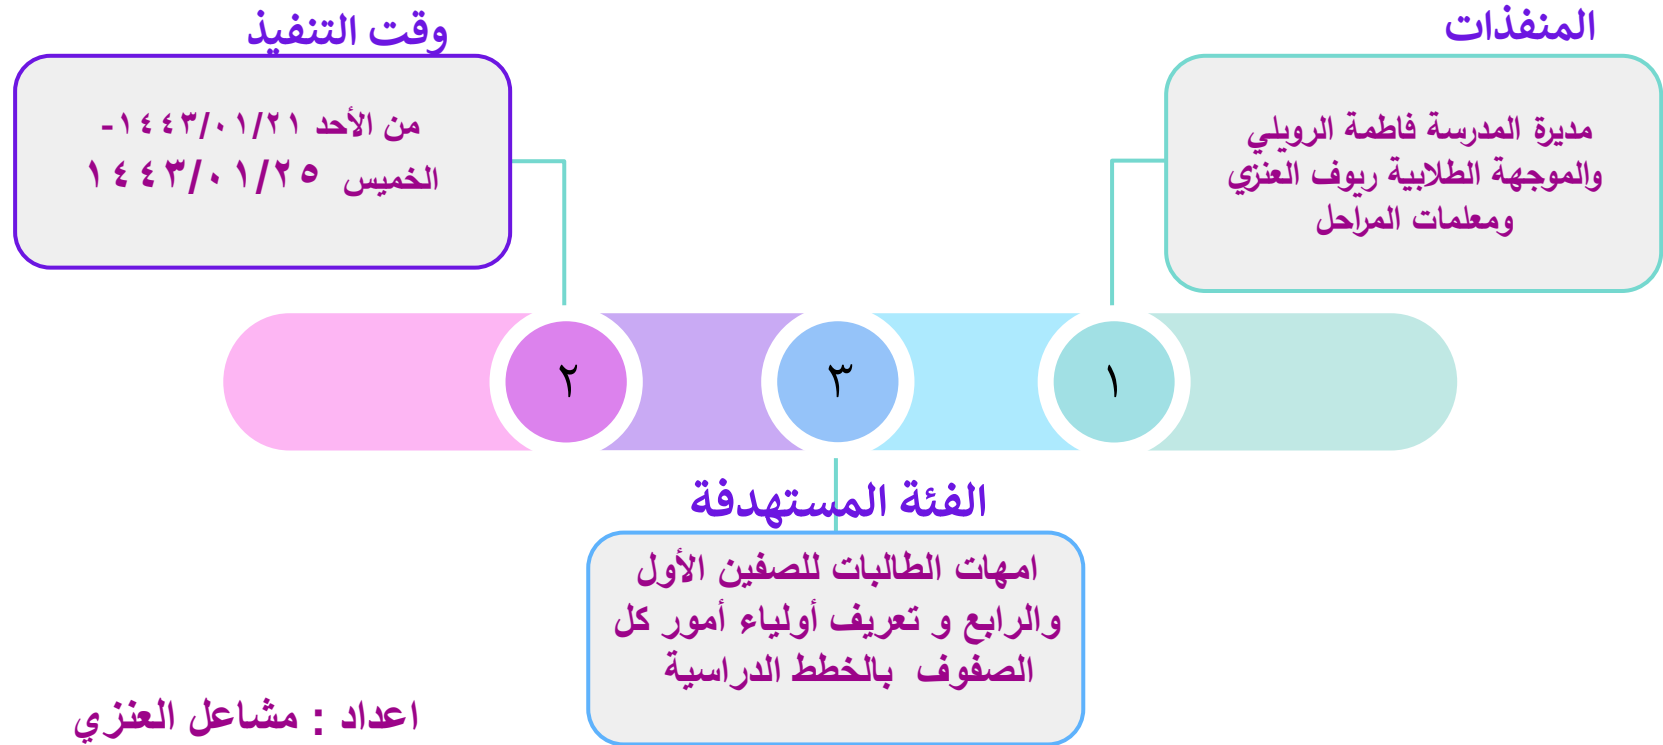 المنفذات
مديرة المدرسة فاطمة الرويلي
والموجهة الطلابية ريوف العنزي
ومعلمات المراحل
وقت التنفيذ
من الأحد ١٤٤٣/٠١/٢١-
الخميس ١٤٤٣/٠١/٢٥
١
٣
٢
الفئة المستهدفة
امهات الطالبات للصفين الأول
والرابع و تعريف أولياء أمور كل
الصفوف بالخطط الدراسية
اعداد : مشاعل العنزي